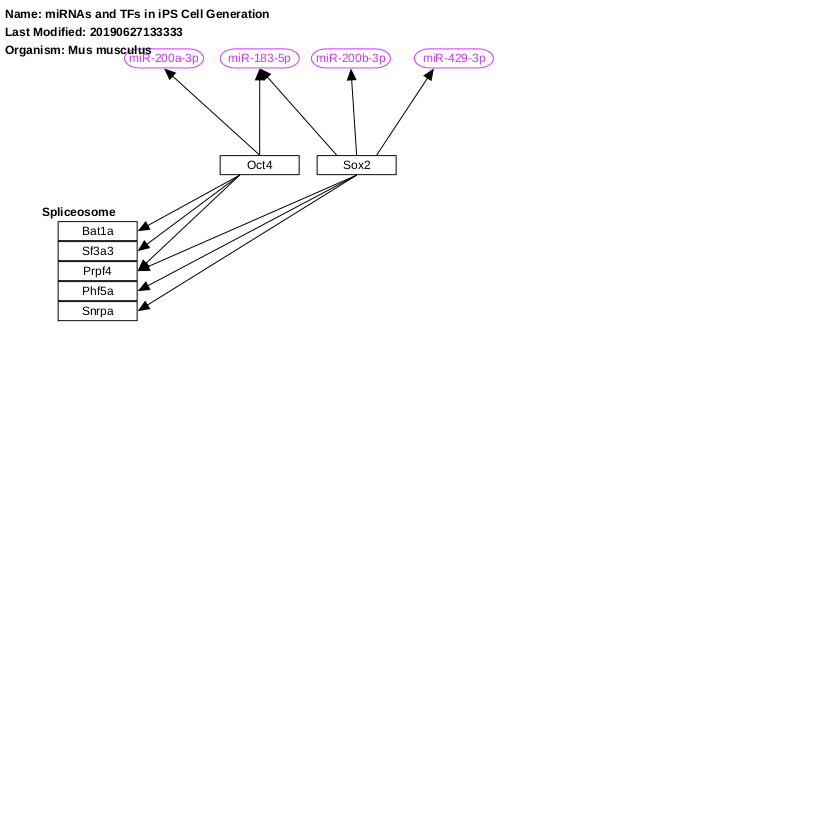 Name: miRNAs and TFs in iPS Cell Generation
Last Modified: 20190627133333
Organism: Mus musculus
miR-200a-3p
miR-183-5p
miR-200b-3p
miR-429-3p
Oct4
Sox2
Spliceosome
Bat1a
Sf3a3
Prpf4
Phf5a
Snrpa